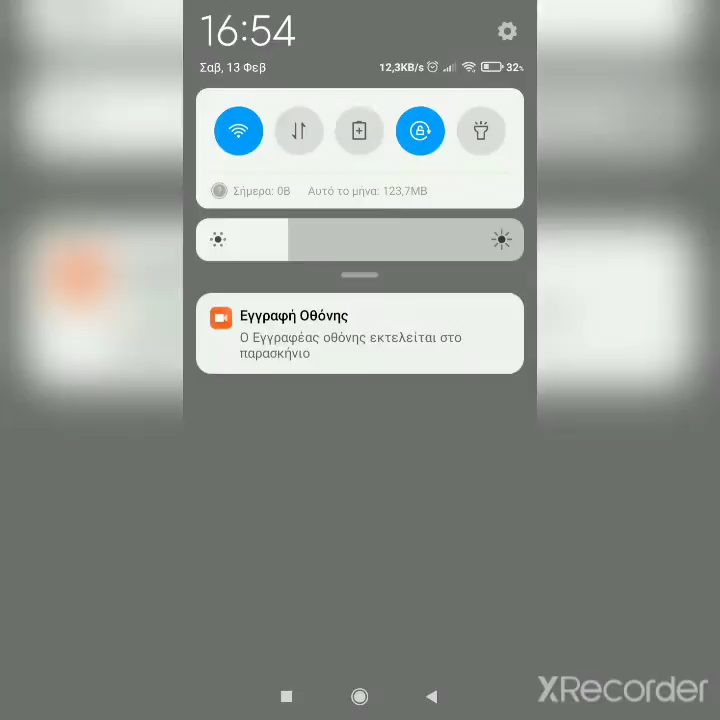 16:54
Σαβ, 13 Φεβ
12,3KB/s
32%
Σήμερα: 0B Αυτό το μήνα: 123,7MB
Εγγραφή Οθόνης
Ο Εγγραφέας οθόνης εκτελείται στο
παρασκήνιο
XRecorder